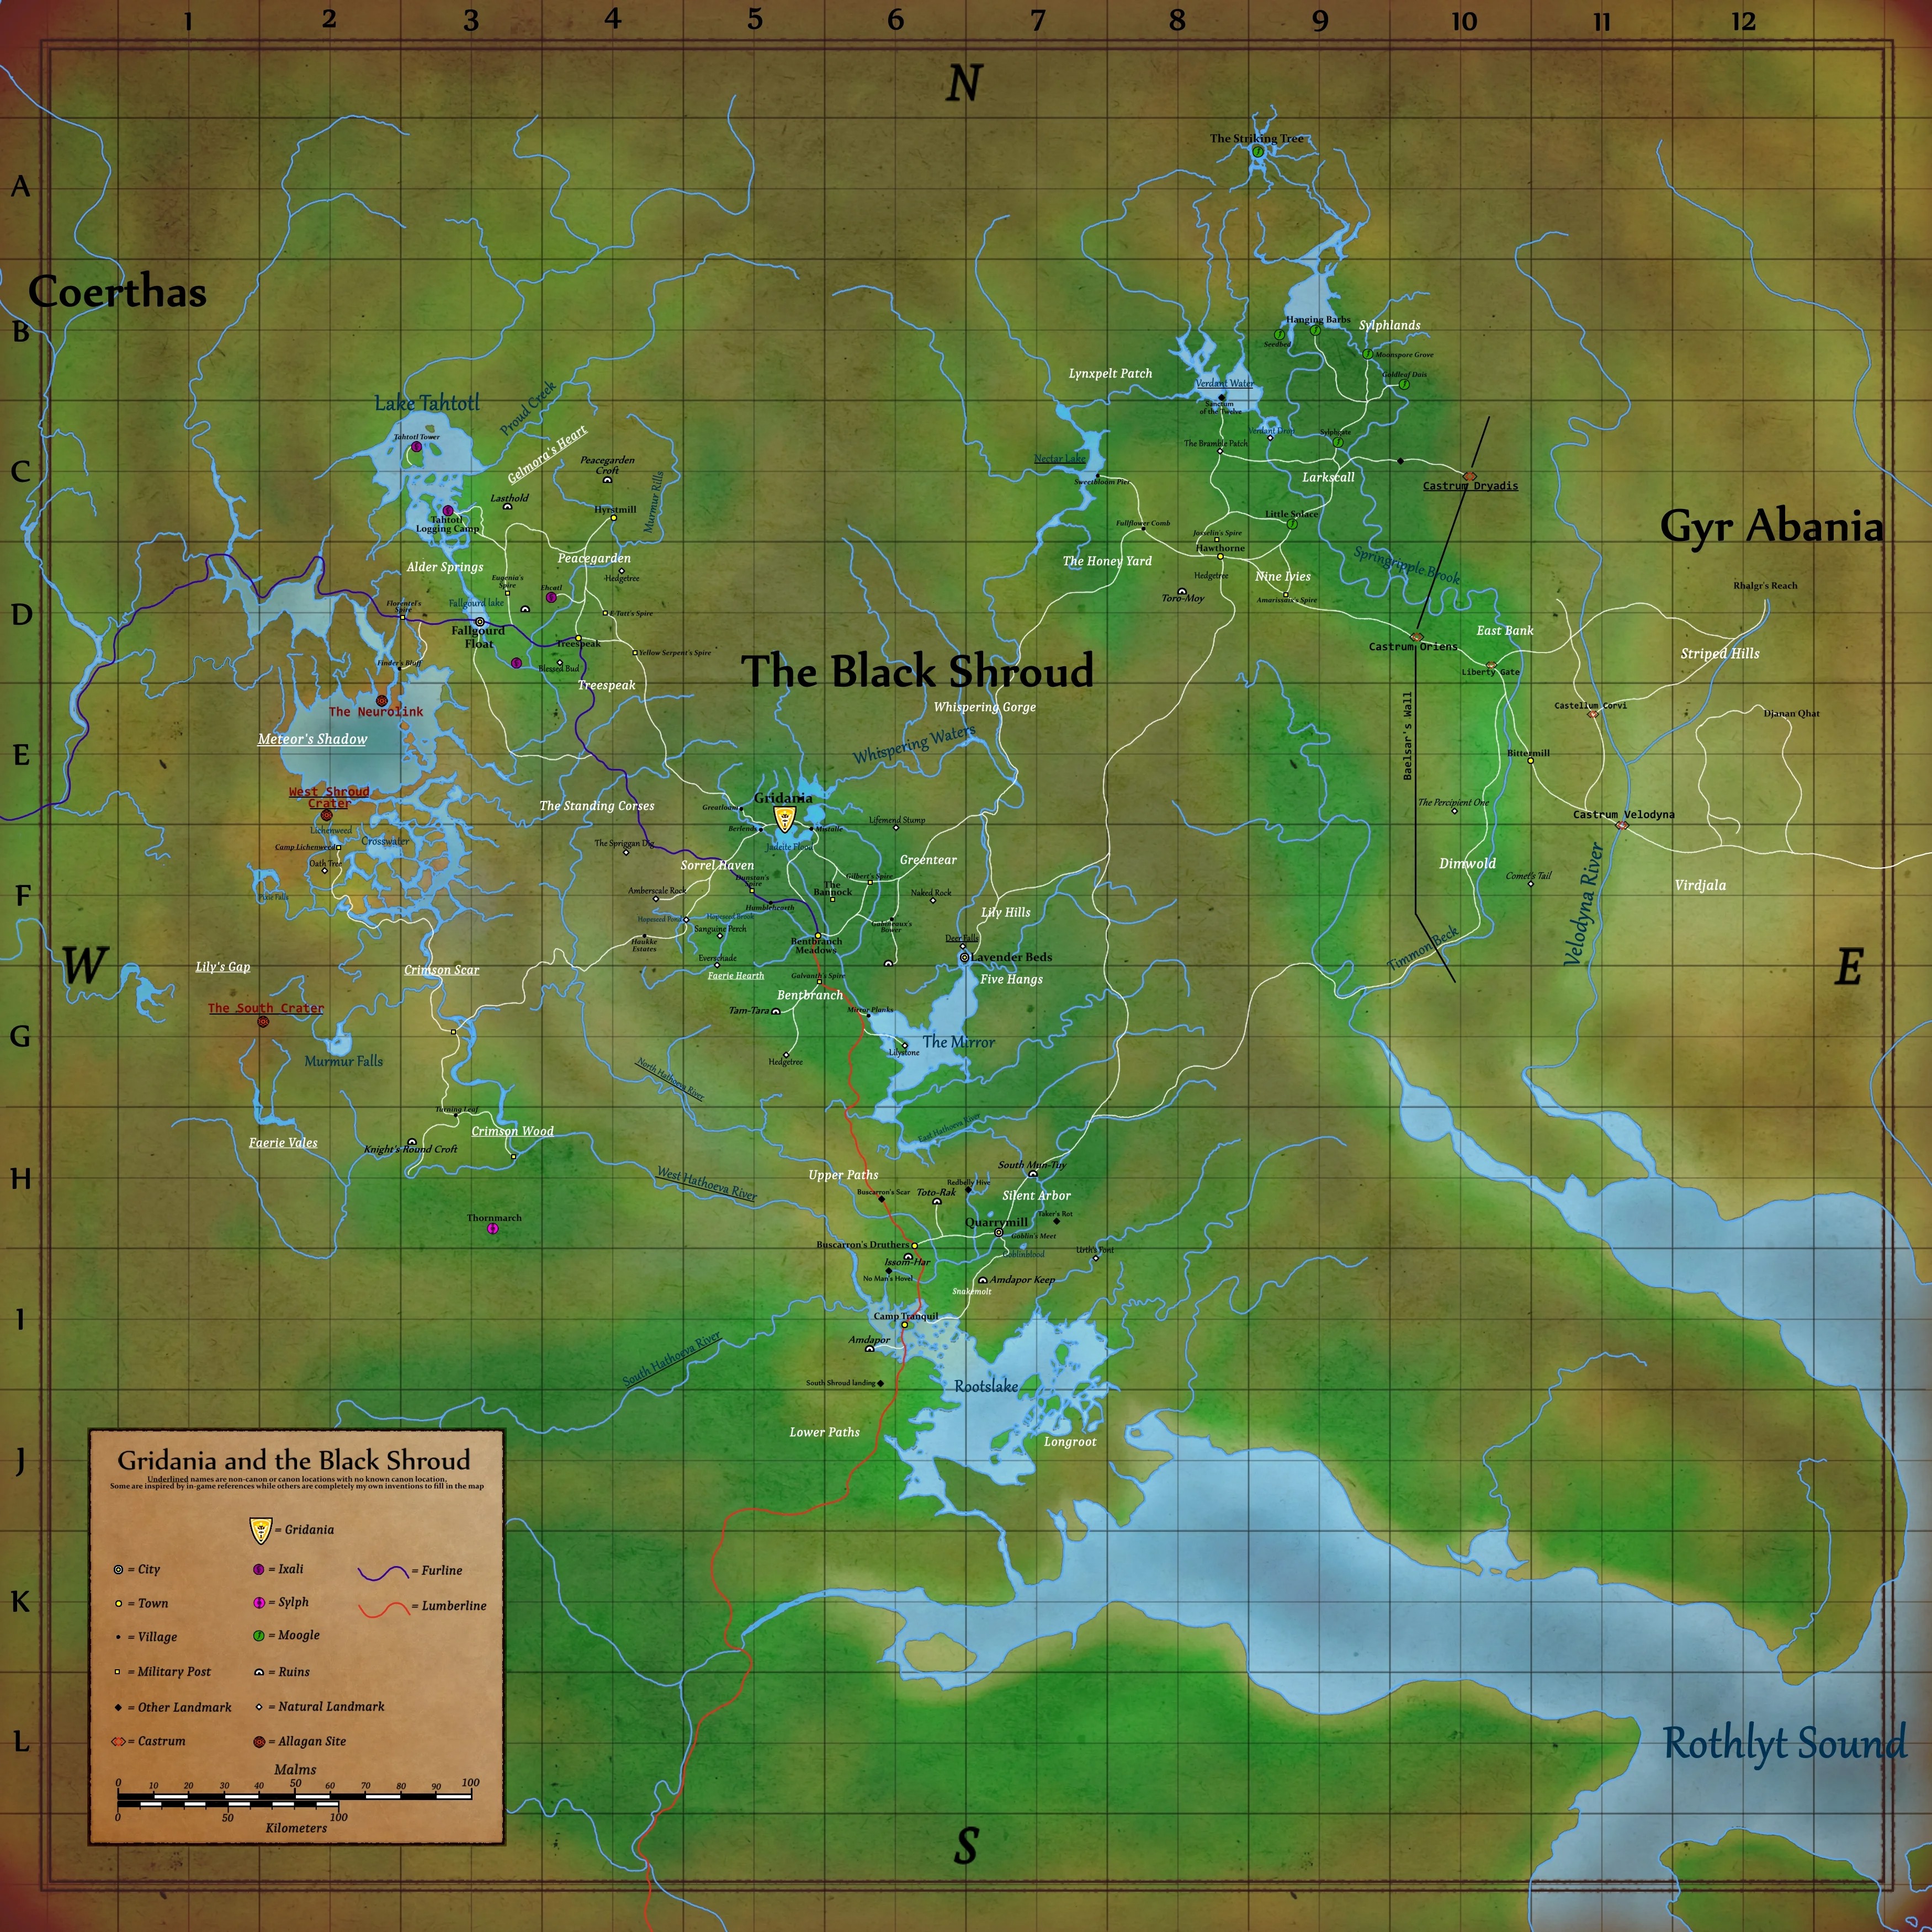 1 2 3 4 5 6 7 8 9 10 11 12
N
The Striking Tree
A
Coerthas
B
Hanging Barbs
Sylphlands
Seedbed
Moonspore Grove
Lynxpelt Patch
Goldleaf Dais
Verdant Water
Sanctum
of the Twelve
Lake Tahtotl
Proud Creek
Tahtotl Tower
Gelmora's Heart
Verdant Drop
Sylphgate
The Bramble Patch
Peacegarden
Croft
Nectar Lake
C
Larkscall
Sweetbloom Pier
Castrum Dryadis
Murmur Rills
Lasthold
Hyrstmill
Tahtotl
Logging Camp
Little Solace
Fullflower Comb
Gyr Abania
Josselin's Spire
Hawthorne
Peacegarden
The Honey Yard
Springripple Brook
Alder Springs
Hedgetree
Hedgetree
Nine Ivies
Eugenia's
Spire
Ehcatl
Rhalgr's Reach
Toro-Moy
Amarissaix's Spire
Fallgourd lake
Florentel's
Spire
E-Tatt's Spire
D
Fallgourd
Float
East Bank
Treespeak
Castrum Oriens
Yellow Serpent's Spire
Striped Hills
Finder's Bluff
Blessed Bud
The Black Shroud
Liberty Gate
Treespeak
Whispering Gorge
Castellum Corvi
The Neurolink
Djanan Qhat
Baelsar's Wall
Meteor's Shadow
Whispering Waters
E
Bittermill
West Shroud
Crater
Gridania
The Standing Corses
Greatloam
The Percipient One
Castrum Velodyna
Lichenweed
Berlends
Mistalle
Lifemend Stump
Crosswater
Camp Lichenweed
The Spriggan Dig
Jadeite Flood
Oath Tree
Sorrel Haven
Greentear
Dimwold
Dunstan's
Spire
Gilbert's Spire
Comet's Tail
Virdjala
Amberscale Rock
The
Bannock
Naked Rock
F
Pixie Falls
Humblehearth
Lily Hills
Velodyna River
Hopeseed Pond
Hopeseed Brook
Sanguine Perch
Haukke
Estates
Bentbranch
Meadows
Deer Falls
Timmon Beck
W
Lavender Beds
E
Everschade
Lily's Gap
Crimson Scar
Faerie Hearth
Galvanth's Spire
Five Hangs
Bentbranch
The South Crater
Tam-Tara
Mirror Planks
G
The Mirror
Lilystone
Murmur Falls
Hedgetree
North Hathoeva River
Turning Leaf
East Hathoeva River
Crimson Wood
Faerie Vales
Knight's Round Croft
South Mun-Tuy
Upper Paths
H
West Hathoeva River
Redbelly Hive
Buscarron's Scar
Toto-Rak
Silent Arbor
Thornmarch
Quarrymill
Taker's Rot
Goblin's Meet
Buscarron's Druthers
Goblinblood
Urth's Font
Issom-Har
No Man's Hovel
Amdapor Keep
Snakemolt
I
Camp Tranquil
South Hathoeva River
Amdapor
South Shroud landing
Rootslake
Lower Paths
Longroot
J
Gridania and the Black Shroud
Underlined names are non-canon or canon locations with no known canon location.
Some are inspired by in-game references while others are completely my own inventions to fill in the map
= Gridania
= City = Ixali = Furline
K
= Town = Sylph = Lumberline
= Village = Moogle
= Military Post = Ruins
= Other Landmark = Natural Landmark
L
= Castrum = Allagan Site
Rothlyt Sound
Malms
0 10 20 30 40 50 60 70 80 90 100
0 50 100
Kilometers
S